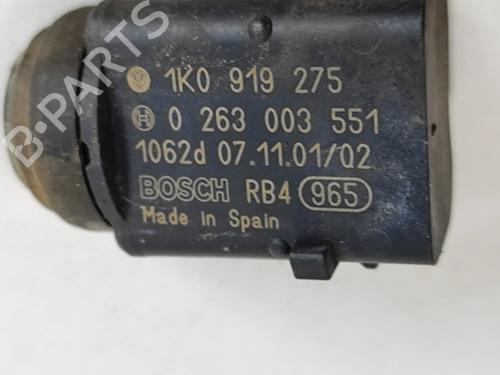 B-PARTS
1K0 919 275
0 263 003 551
1062d 07.11.01/02
BOSCH RB4 965
Made in Spain